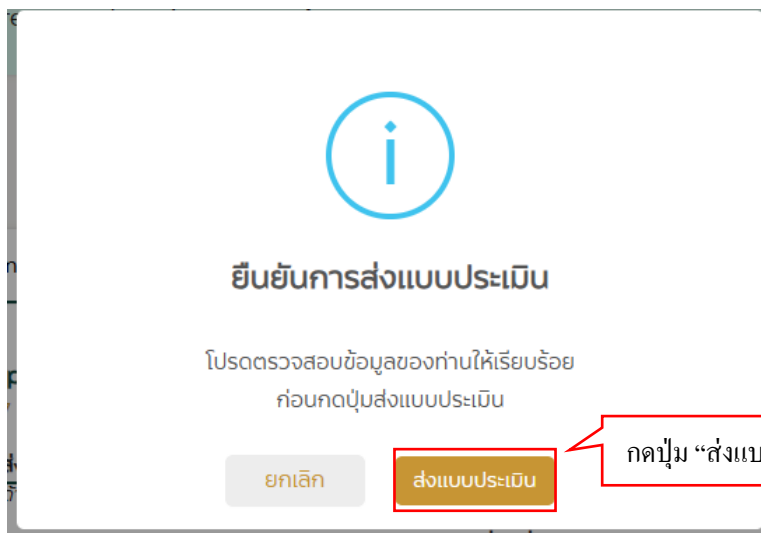 ยืนยันการส่งแบบประเมิน
โปรดตรวจสอบข้อมูลของท่านให้เรียบร้อย
ก่อนกดปุ่มส่งแบบประเมิน
ยกเลิก
ส่งแบบประเมิน
กดปุ่ม “ส่งแบ